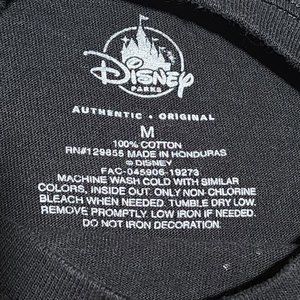 Disney
PARKS
AUTHENTIC • ORIGINAL
M
100% COTTON
RN#129855 MADE IN HONDURAS
© DISNEY
FAC-045906-19273
MACHINE WASH COLD WITH SIMILAR
COLORS, INSIDE OUT. ONLY NON-CHLORINE
BLEACH WHEN NEEDED. TUMBLE DRY LOW.
REMOVE PROMPTLY. LOW IRON IF NEEDED.
DO NOT IRON DECORATION.